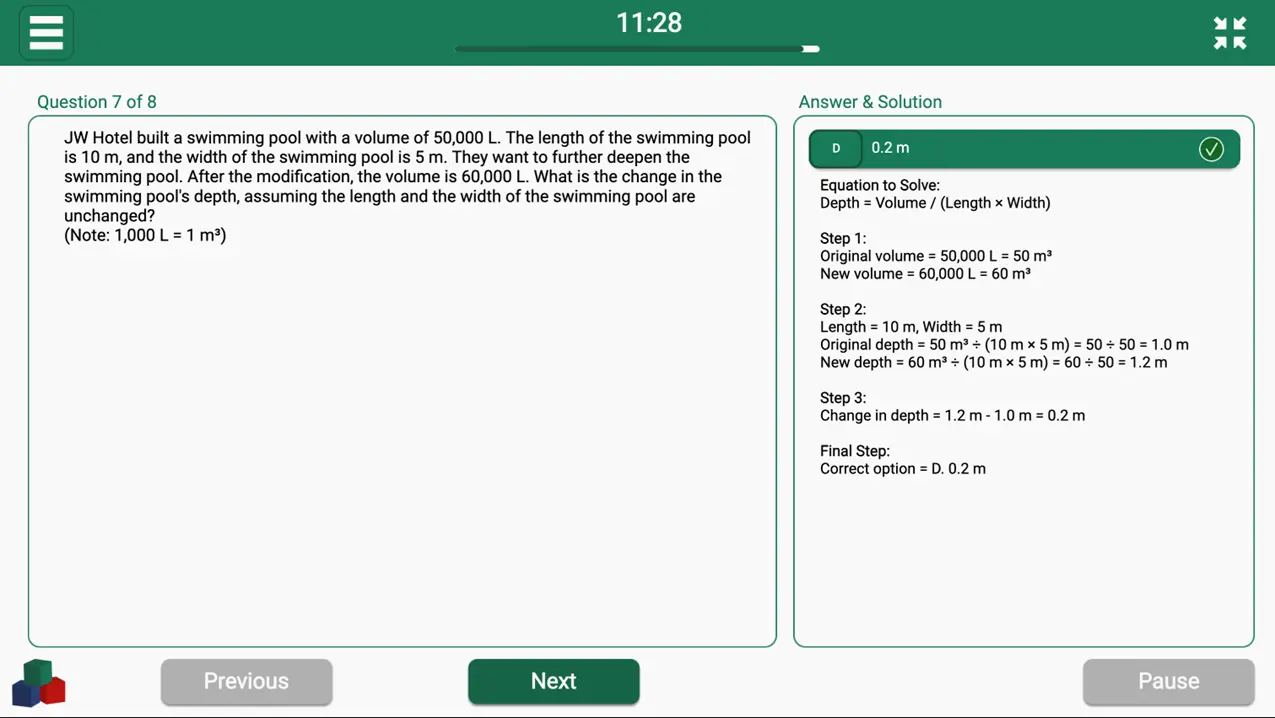 11:28
Question 7 of 8
JW Hotel built a swimming pool with a volume of 50,000 L. The length of the swimming pool
is 10 m, and the width of the swimming pool is 5 m. They want to further deepen the
swimming pool. After the modification, the volume is 60,000 L. What is the change in the
swimming pool's depth, assuming the length and the width of the swimming pool are
unchanged?
(Note: 1,000 L = 1 m³)
Answer & Solution
D 0.2 m
Equation to Solve:
Depth = Volume / (Length × Width)
Step 1:
Original volume = 50,000 L = 50 m³
New volume = 60,000 L = 60 m³
Step 2:
Length = 10 m, Width = 5 m
Original depth = 50 m³ ÷ (10 m × 5 m) = 50 ÷ 50 = 1.0 m
New depth = 60 m³ ÷ (10 m × 5 m) = 60 ÷ 50 = 1.2 m
Step 3:
Change in depth = 1.2 m - 1.0 m = 0.2 m
Final Step:
Correct option = D. 0.2 m
Previous
Next
Pause